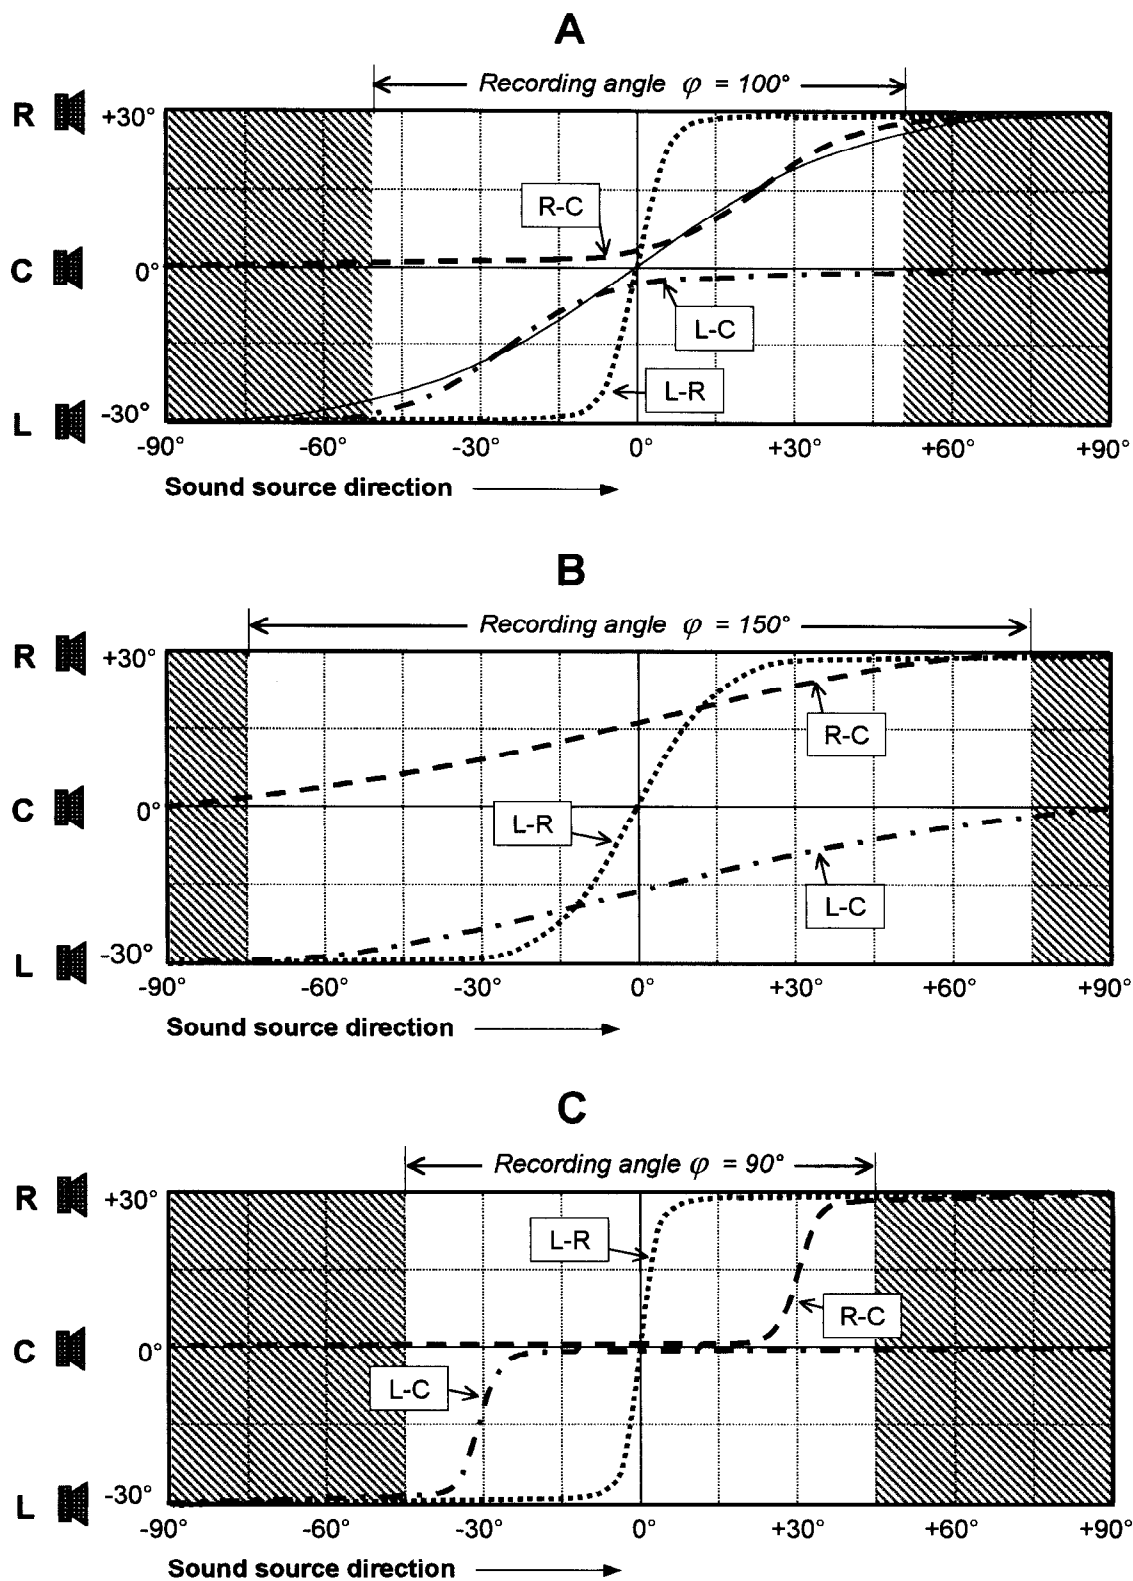 A
Recording angle φ = 100°
R +30°
R-C
C 0°
L-C
L-R
L -30°
-90° -60° -30° 0° +30° +60° +90°
Sound source direction
B
Recording angle φ = 150°
R +30°
R-C
C 0°
L-R
L-C
L -30°
-90° -60° -30° 0° +30° +60° +90°
Sound source direction
C
Recording angle φ = 90°
R +30°
L-R
R-C
C 0°
L-C
L -30°
-90° -60° -30° 0° +30° +60° +90°
Sound source direction